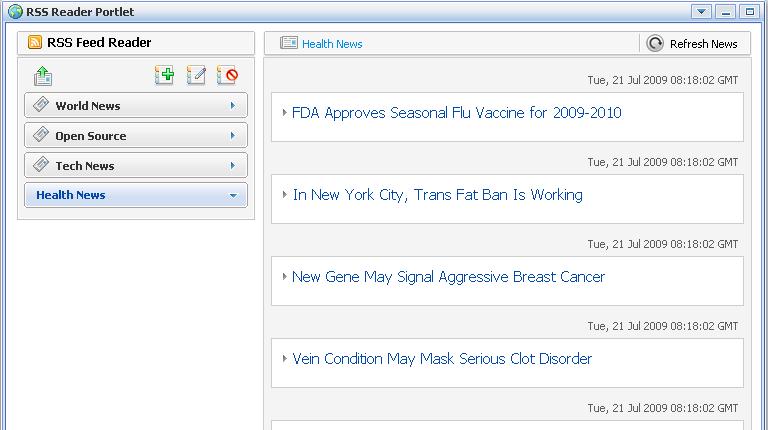 RSS Reader Portlet
RSS Feed Reader
World News
Open Source
Tech News
Health News
Health News
Refresh News
Tue, 21 Jul 2009 08:18:02 GMT
FDA Approves Seasonal Flu Vaccine for 2009-2010
Tue, 21 Jul 2009 08:18:02 GMT
In New York City, Trans Fat Ban Is Working
Tue, 21 Jul 2009 08:18:02 GMT
New Gene May Signal Aggressive Breast Cancer
Tue, 21 Jul 2009 08:18:02 GMT
Vein Condition May Mask Serious Clot Disorder
Tue, 21 Jul 2009 08:18:02 GMT